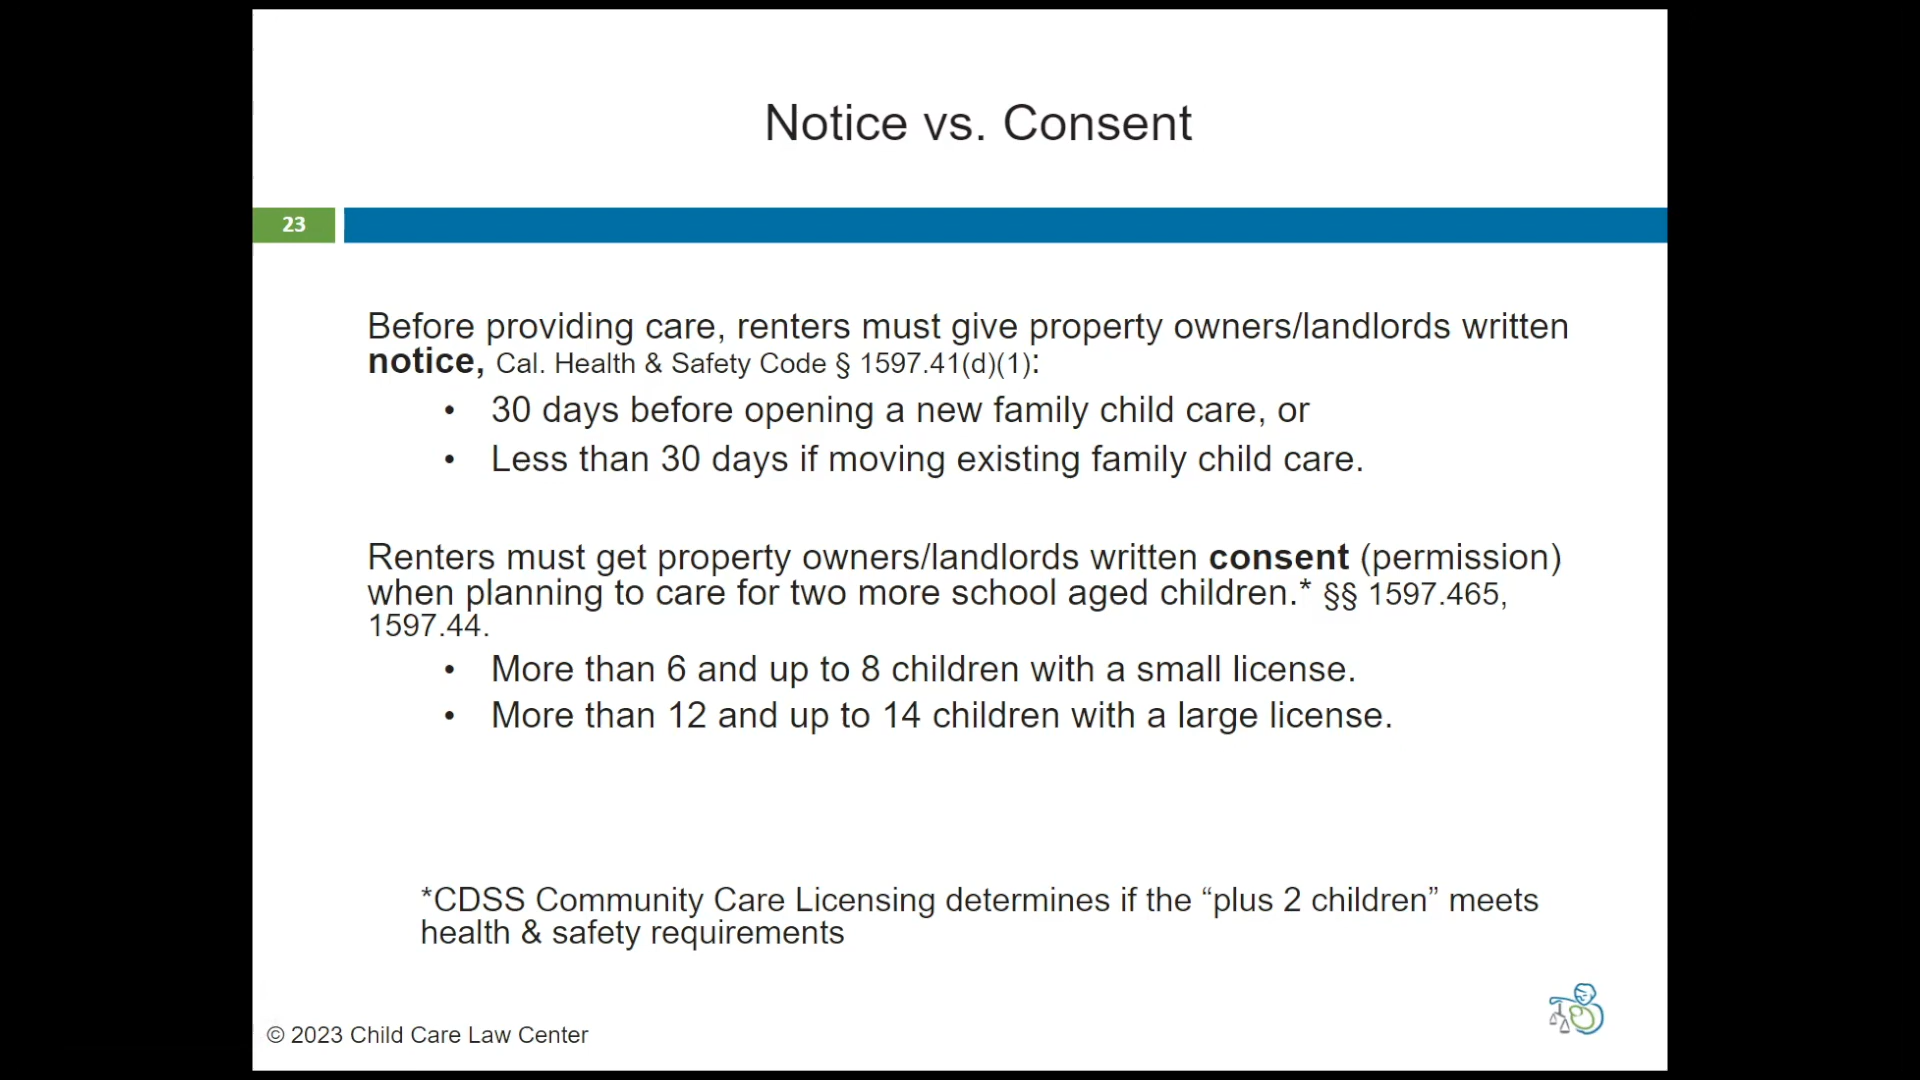 Notice vs. Consent
23
Before providing care, renters must give property owners/landlords written
notice, Cal. Health & Safety Code § 1597.41(d)(1):
• 30 days before opening a new family child care, or
• Less than 30 days if moving existing family child care.
Renters must get property owners/landlords written consent (permission)
when planning to care for two more school aged children.* §§ 1597.465,
1597.44.
• More than 6 and up to 8 children with a small license.
• More than 12 and up to 14 children with a large license.
*CDSS Community Care Licensing determines if the “plus 2 children” meets
health & safety requirements
© 2023 Child Care Law Center